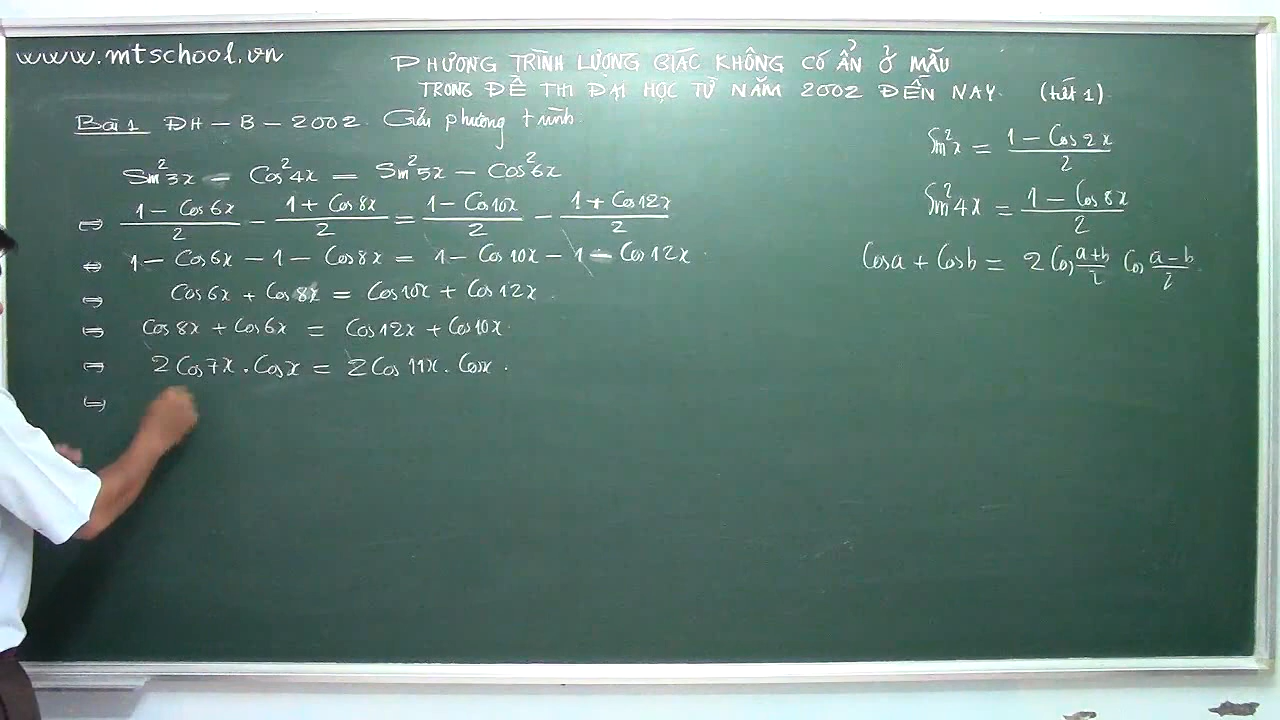 www.mtschool.vn
PHƯƠNG TRÌNH LƯỢNG GIÁC KHÔNG CÓ ẨN Ở MẪU
TRONG ĐỀ THI ĐẠI HỌC TỪ NĂM 2002 ĐẾN NAY. (tiết 1)
Bài 1 ĐH – B – 2002. Giải phương trình.
Sin²3x – Cos²4x = Sin²5x – Cos²6x
⇔ (1 – Cos6x)/2 – (1 + Cos8x)/2 = (1 – Cos10x)/2 – (1 + Cos12x)/2
⇔ 1 – Cos6x – 1 – Cos8x = 1 – Cos10x – 1 – Cos12x.
⇔ Cos6x + Cos8x = Cos10x + Cos12x.
⇔ Cos8x + Cos6x = Cos12x + Cos10x.
⇔ 2Cos7x . Cosx = 2Cos11x . Cosx.
⇔
Sin²x = (1 – Cos2x)/2
Sin²4x = (1 – Cos8x)/2
Cosa + Cosb = 2Cos (a+b)/2 Cos (a–b)/2